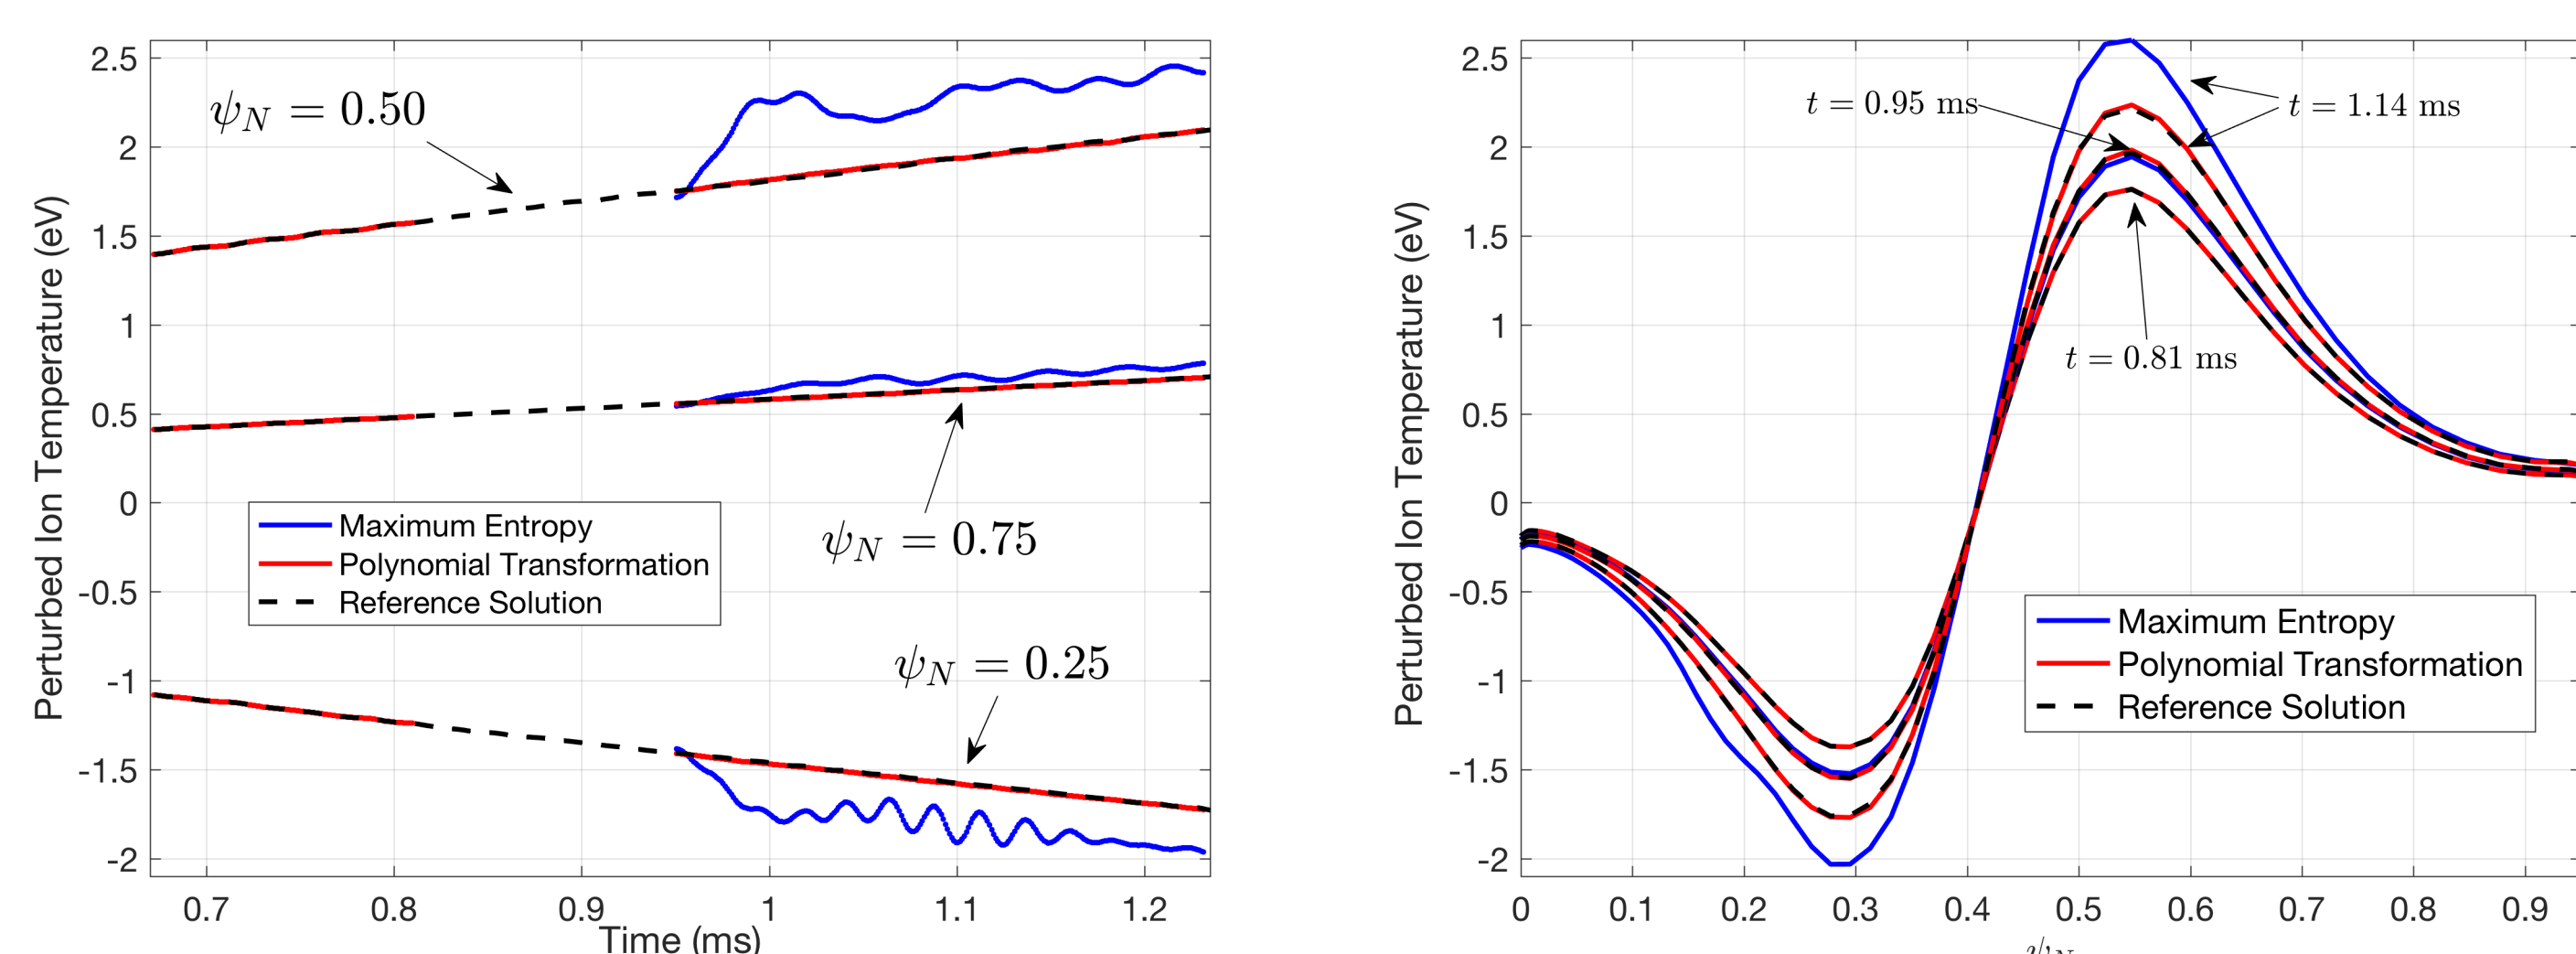 2.5
2
1.5
1
0.5
0
-0.5
-1
-1.5
-2
Perturbed Ion Temperature (eV)
ψN = 0.50
ψN = 0.75
ψN = 0.25
Maximum Entropy
Polynomial Transformation
Reference Solution
0.7 0.8 0.9 1 1.1 1.2
Time (ms)
2.5
2
1.5
1
0.5
0
-0.5
-1
-1.5
-2
Perturbed Ion Temperature (eV)
t = 0.95 ms
t = 1.14 ms
t = 0.81 ms
Maximum Entropy
Polynomial Transformation
Reference Solution
0 0.1 0.2 0.3 0.4 0.5 0.6 0.7 0.8 0.9
ψN